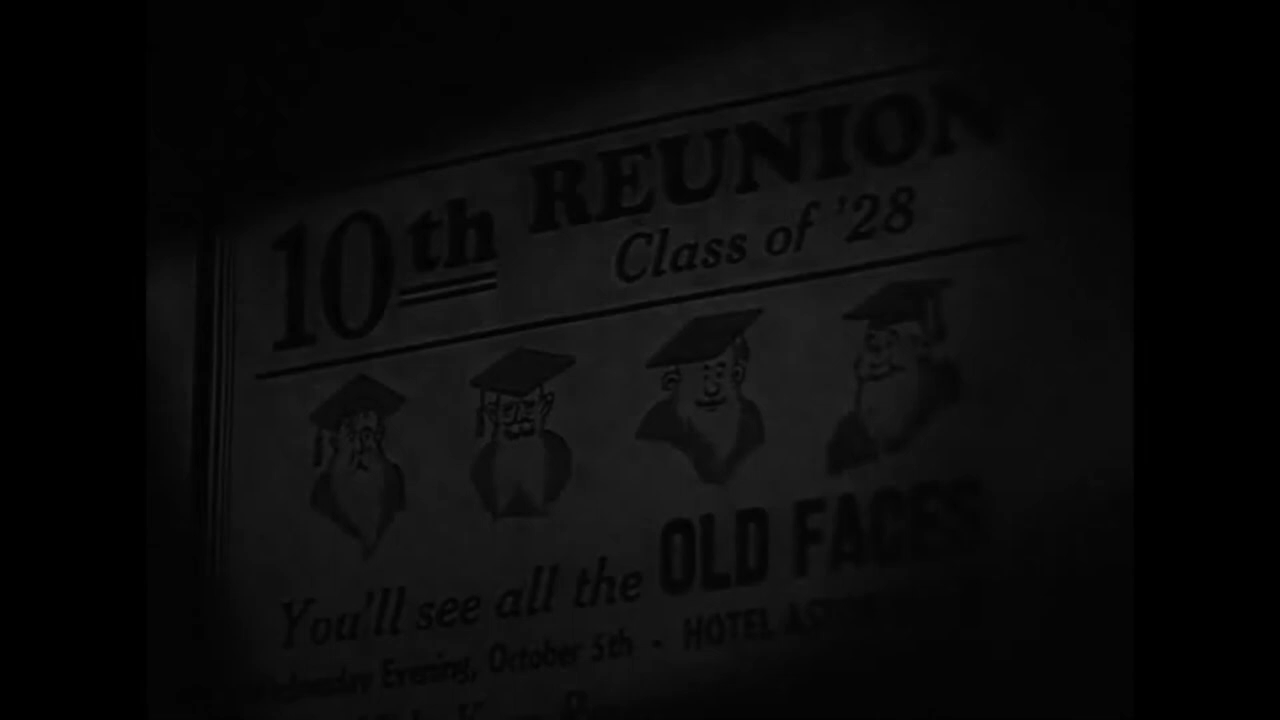 10th REUNION
Class of '28
You'll see all the OLD FACES
Evening, October 5th - HOTEL